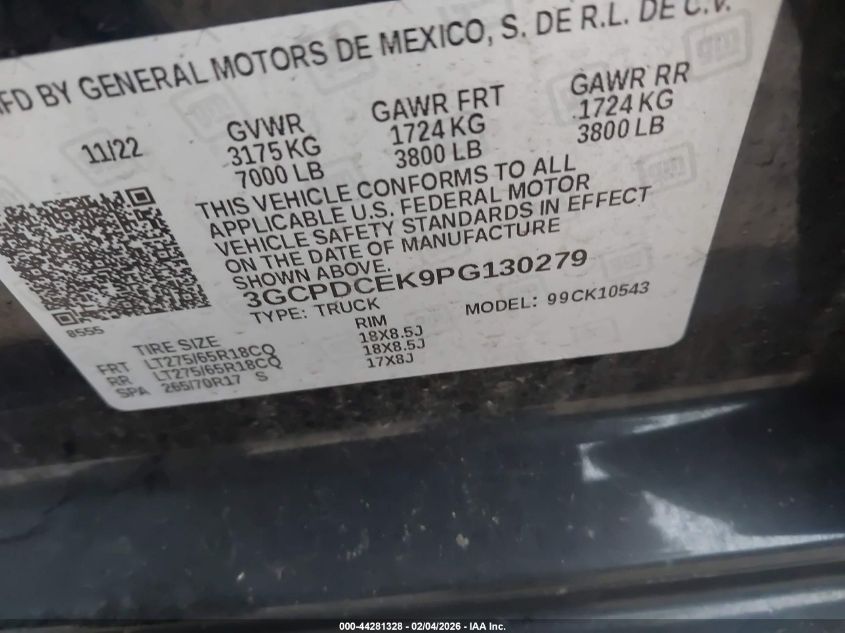 MFD BY GENERAL MOTORS DE MEXICO, S. DE R.L. DE C.V.
11/22
GVWR
3175 KG
7000 LB
GAWR FRT
1724 KG
3800 LB
GAWR RR
1724 KG
3800 LB
THIS VEHICLE CONFORMS TO ALL
APPLICABLE U.S. FEDERAL MOTOR
VEHICLE SAFETY STANDARDS IN EFFECT
ON THE DATE OF MANUFACTURE
SHOWN ABOVE.
3GCPDCEK9PG130279
TYPE: TRUCK
MODEL: 99CK10543
8555
TIRE SIZE RIM
FRT LT275/65R18CQ 18X8.5J
RR LT275/65R18CQ 18X8.5J
SPA 265/70R17 S 17X8J
000-44281328 - 02/04/2026 - IAA Inc.